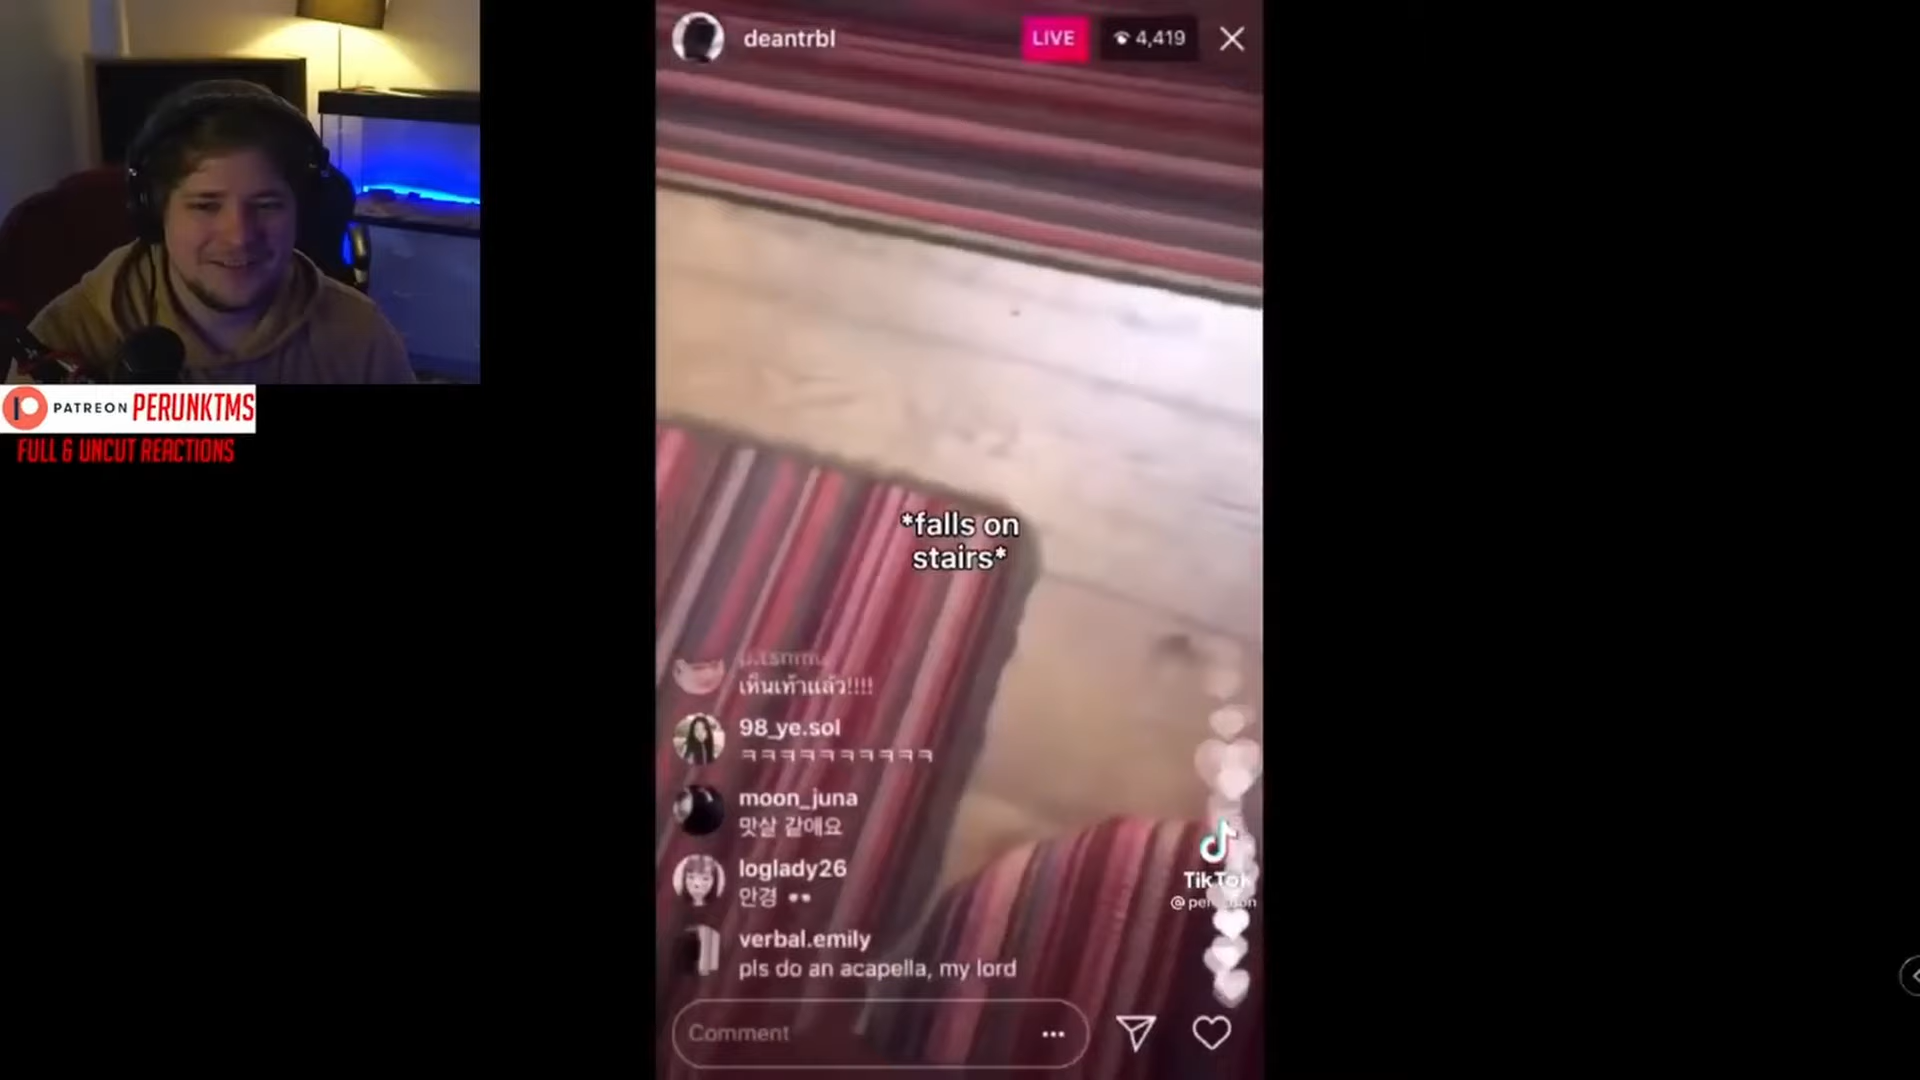 deantrbl
LIVE
4,419
PATREON PERUNKTMS
FULL & UNCUT REACTIONS
*falls on
stairs*
เห็นเท้าแล้ว!!!!
98_ye.sol
ㅋㅋㅋㅋㅋㅋㅋㅋㅋㅋ
moon_juna
맛살 같애요
loglady26
안경 👓
verbal.emily
pls do an acapella, my lord
TikTok
Comment